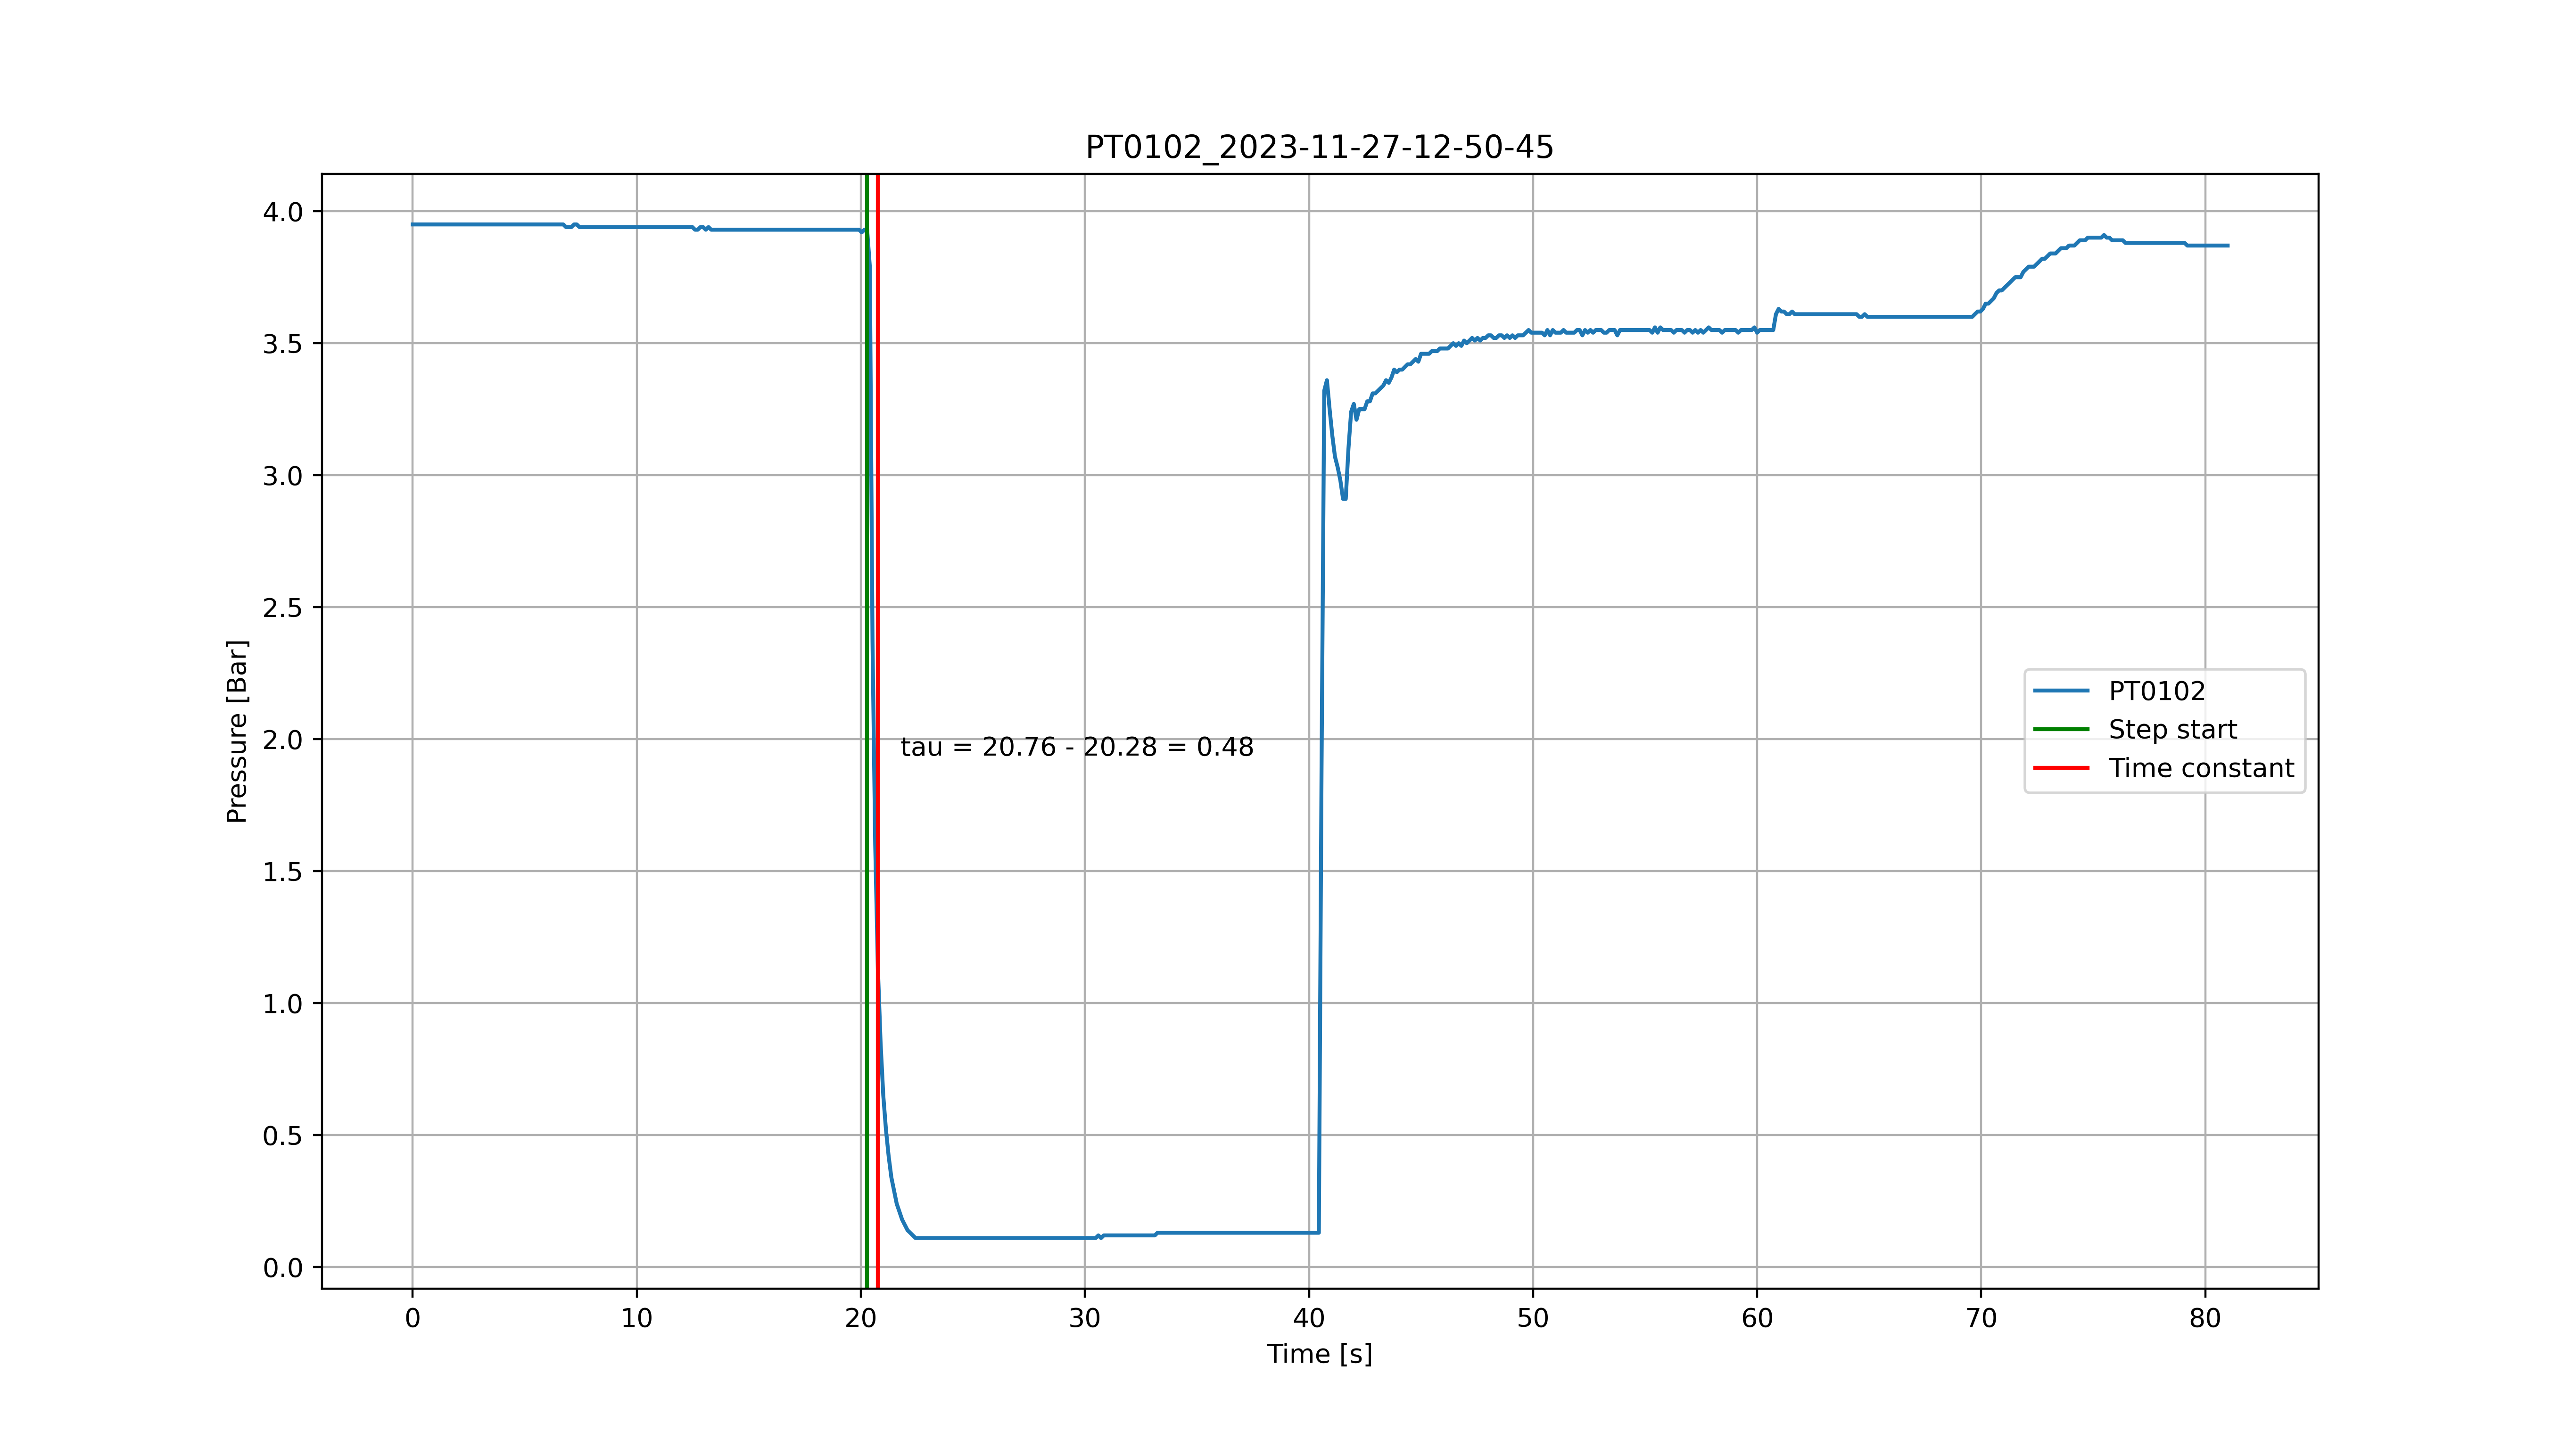 PT0102_2023-11-27-12-50-45
4.0
3.5
3.0
2.5
2.0
1.5
1.0
0.5
0.0
Pressure [Bar]
tau = 20.76 - 20.28 = 0.48
PT0102
Step start
Time constant
0 10 20 30 40 50 60 70 80
Time [s]